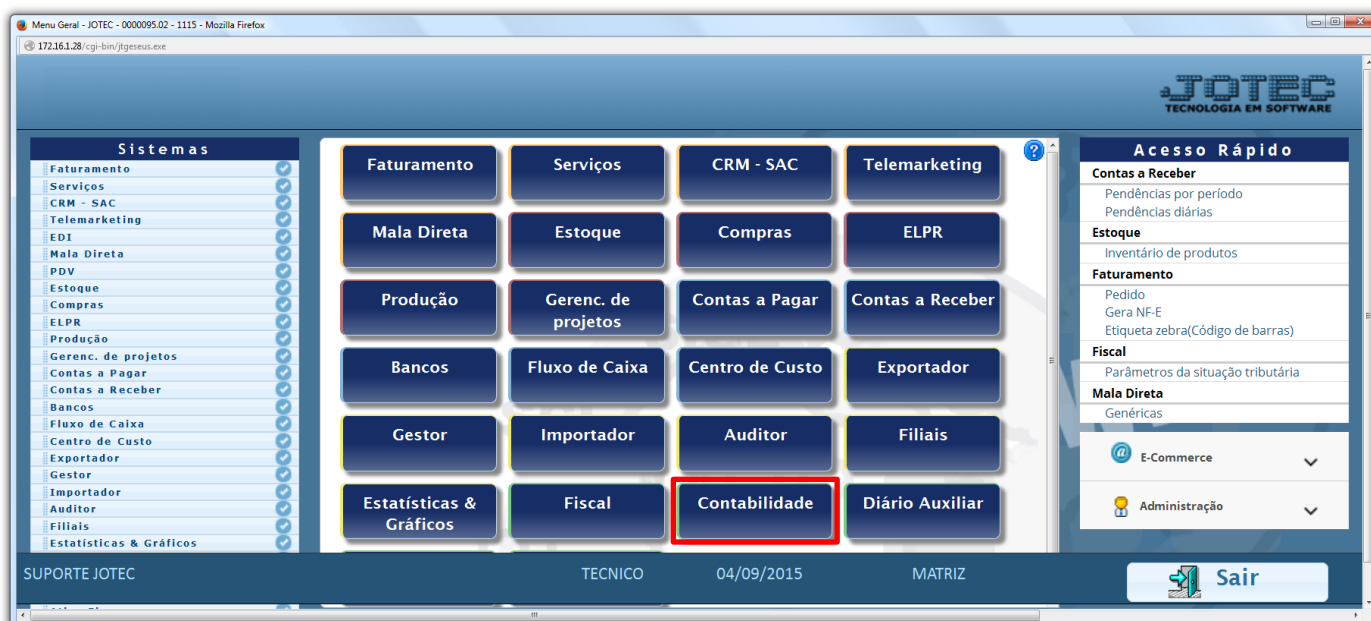 Menu Geral - JOTEC - 0000095.02 - 1115 - Mozilla Firefox
172.16.1.28/cgi-bin/jtgeseus.exe
JOTEC
TECNOLOGIA EM SOFTWARE
Sistemas
Faturamento
Serviços
CRM - SAC
Telemarketing
EDI
Mala Direta
PDV
Estoque
Compras
ELPR
Produção
Gerenc. de projetos
Contas a Pagar
Contas a Receber
Bancos
Fluxo de Caixa
Centro de Custo
Exportador
Gestor
Importador
Auditor
Filiais
Estatísticas & Gráficos
Faturamento
Serviços
CRM - SAC
Telemarketing
Mala Direta
Estoque
Compras
ELPR
Produção
Gerenc. de
projetos
Contas a Pagar
Contas a Receber
Bancos
Fluxo de Caixa
Centro de Custo
Exportador
Gestor
Importador
Auditor
Filiais
Estatísticas &
Gráficos
Fiscal
Contabilidade
Diário Auxiliar
?
Acesso Rápido
Contas a Receber
Pendências por período
Pendências diárias
Estoque
Inventário de produtos
Faturamento
Pedido
Gera NF-E
Etiqueta zebra(Código de barras)
Fiscal
Parâmetros da situação tributária
Mala Direta
Genéricas
@ E-Commerce
Administração
SUPORTE JOTEC
TECNICO
04/09/2015
MATRIZ
Sair